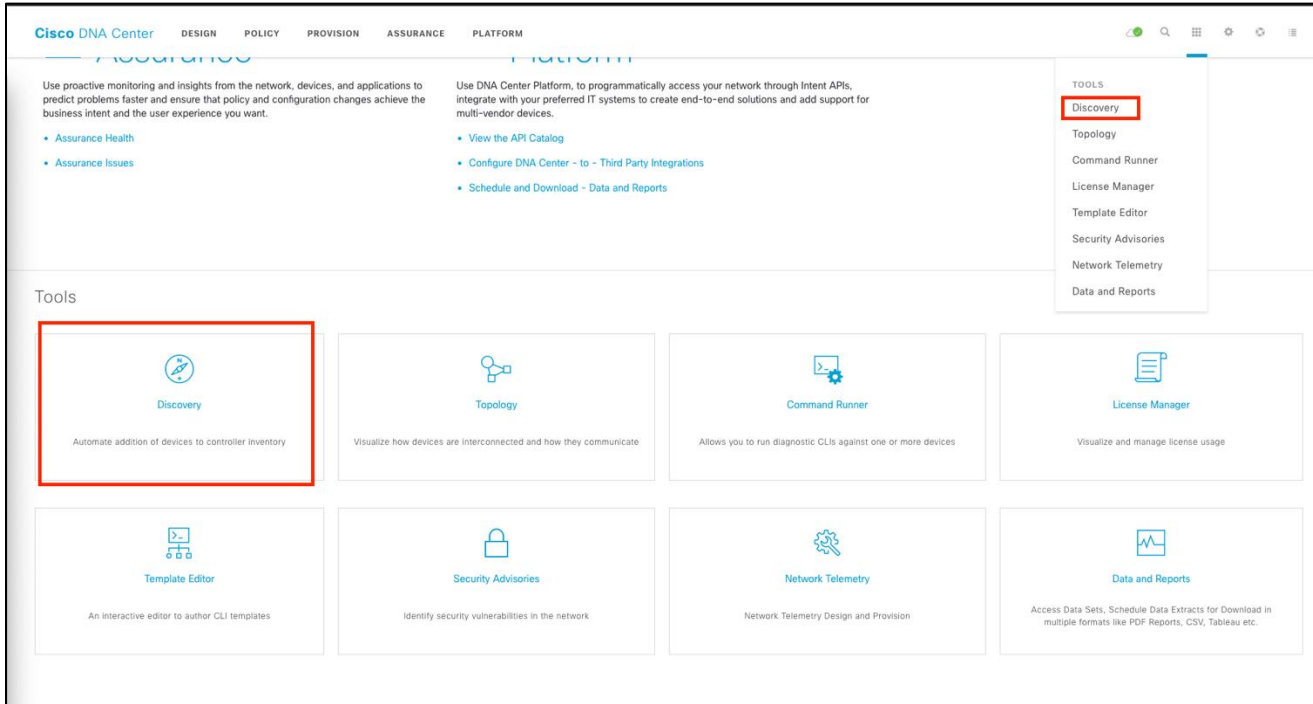 Cisco DNA Center DESIGN POLICY PROVISION ASSURANCE PLATFORM
Assurance
Platform
Use proactive monitoring and insights from the network, devices, and applications to
predict problems faster and ensure that policy and configuration changes achieve the
business intent and the user experience you want.
• Assurance Health
• Assurance Issues
Use DNA Center Platform, to programmatically access your network through Intent APIs,
integrate with your preferred IT systems to create end-to-end solutions and add support for
multi-vendor devices.
• View the API Catalog
• Configure DNA Center - to - Third Party Integrations
• Schedule and Download - Data and Reports
TOOLS
Discovery
Topology
Command Runner
License Manager
Template Editor
Security Advisories
Network Telemetry
Data and Reports
Tools
N
Discovery
Automate addition of devices to controller inventory
Topology
Visualize how devices are interconnected and how they communicate
Command Runner
Allows you to run diagnostic CLIs against one or more devices
License Manager
Visualize and manage license usage
Template Editor
An interactive editor to author CLI templates
Security Advisories
Identify security vulnerabilities in the network
Network Telemetry
Network Telemetry Design and Provision
Data and Reports
Access Data Sets, Schedule Data Extracts for Download in
multiple formats like PDF Reports, CSV, Tableau etc.